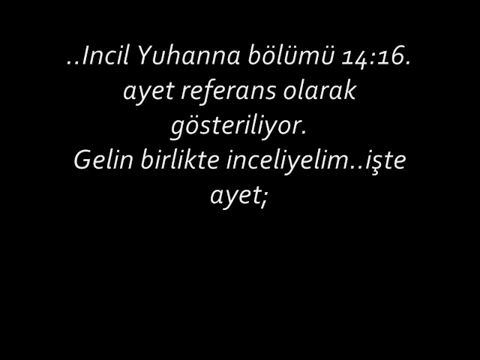 ..Incil Yuhanna bölümü 14:16.
ayet referans olarak
gösteriliyor.
Gelin birlikte inceliyelim..işte
ayet;